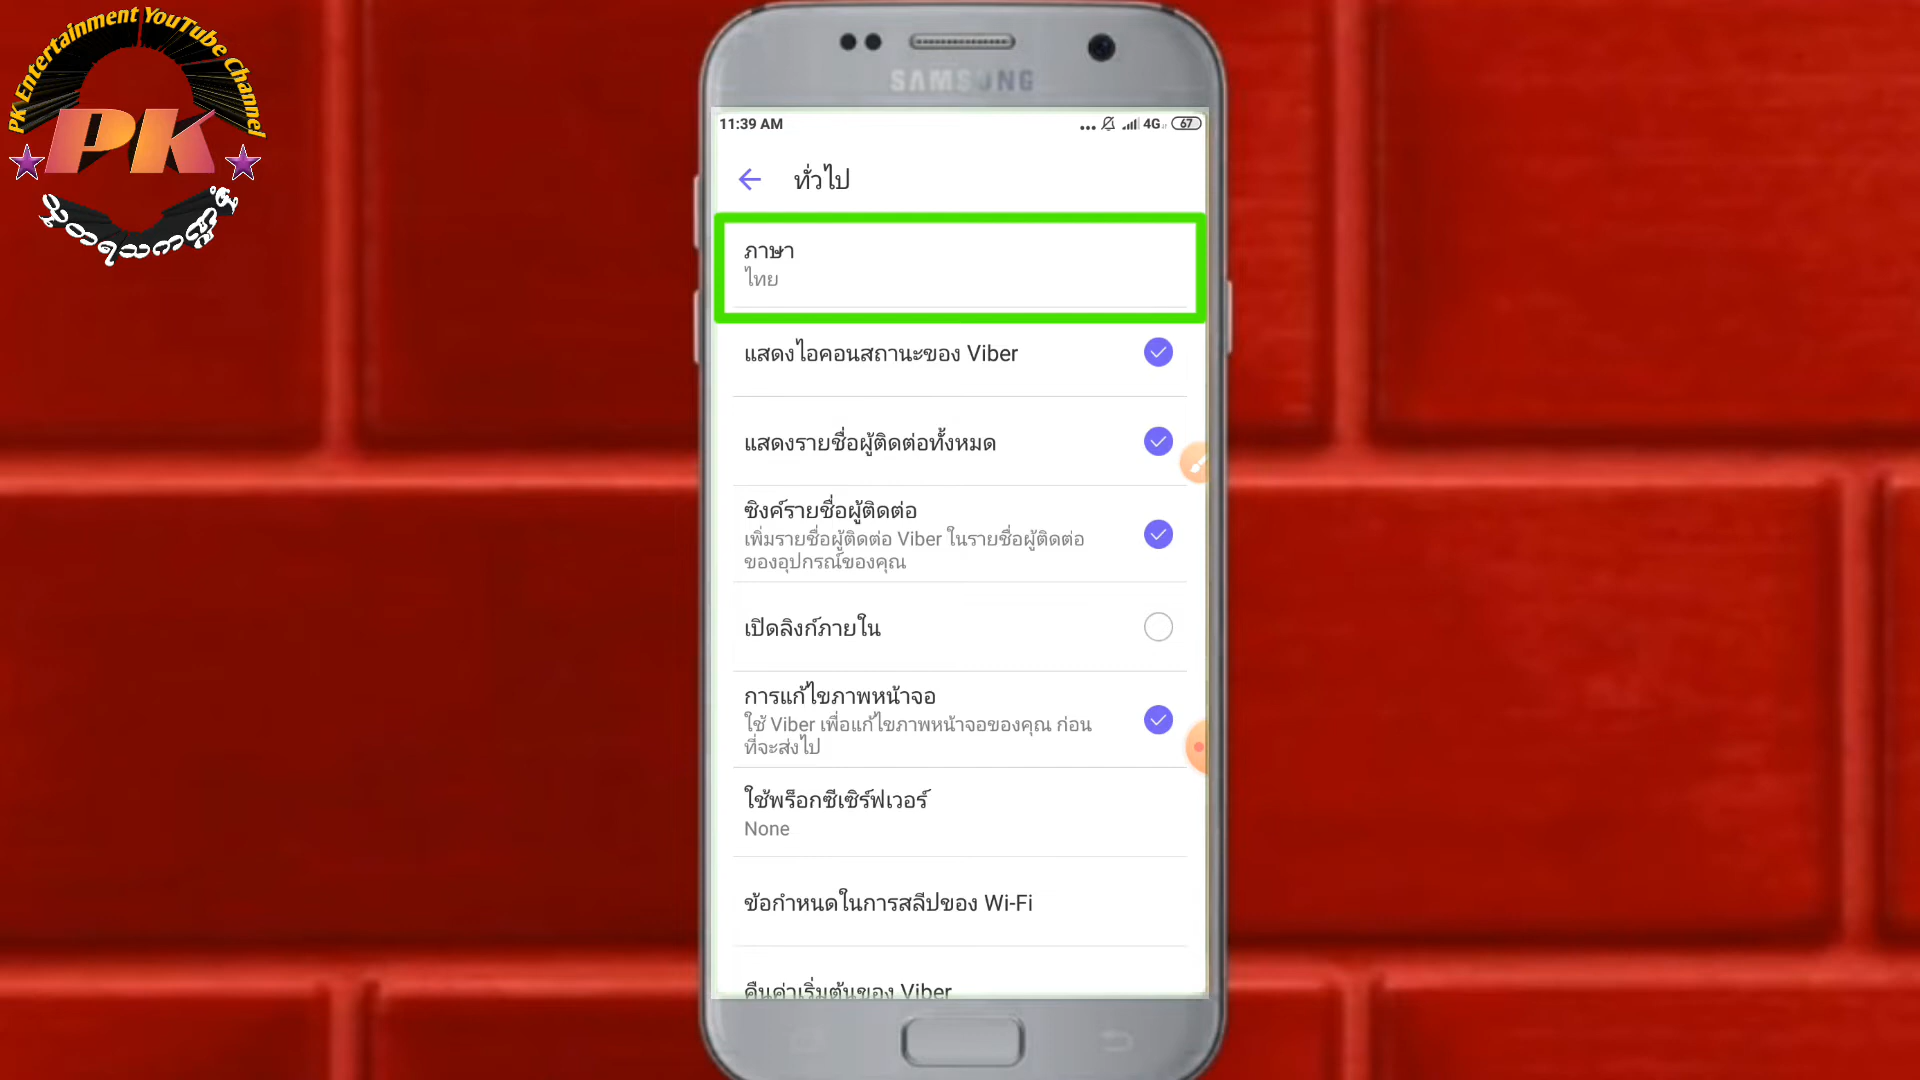 PK Entertainment YouTube Channel
PK
SAMSUNG
11:39 AM
4G
67
ทั่วไป
ภาษา
ไทย
แสดงไอคอนสถานะของ Viber
แสดงรายชื่อผู้ติดต่อทั้งหมด
ซิงค์รายชื่อผู้ติดต่อ
เพิ่มรายชื่อผู้ติดต่อ Viber ในรายชื่อผู้ติดต่อ
ของอุปกรณ์ของคุณ
เปิดลิงก์ภายใน
การแก้ไขภาพหน้าจอ
ใช้ Viber เพื่อแก้ไขภาพหน้าจอของคุณ ก่อน
ที่จะส่งไป
ใช้พร็อกซีเซิร์ฟเวอร์
None
ข้อกำหนดในการสลีปของ Wi-Fi
คืนค่าเริ่มต้นของ Viber